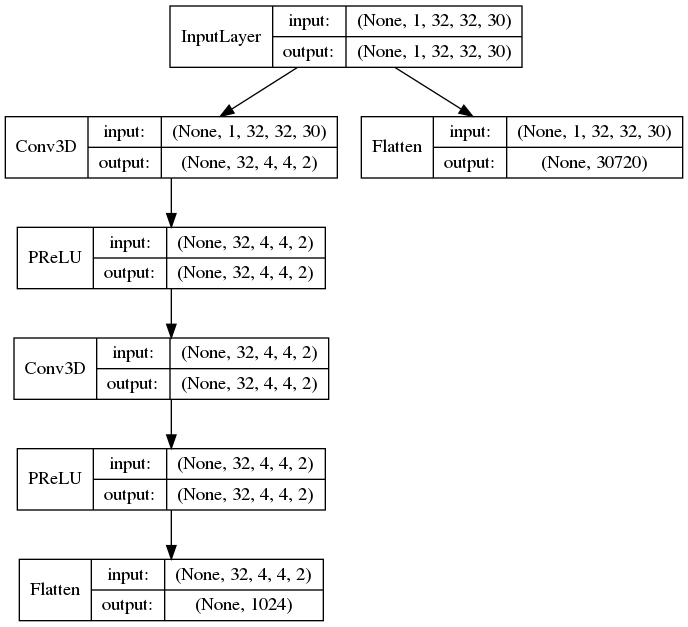 InputLayer
input: (None, 1, 32, 32, 30)
output: (None, 1, 32, 32, 30)
Conv3D
input: (None, 1, 32, 32, 30)
output: (None, 32, 4, 4, 2)
Flatten
input: (None, 1, 32, 32, 30)
output: (None, 30720)
PReLU
input: (None, 32, 4, 4, 2)
output: (None, 32, 4, 4, 2)
Conv3D
input: (None, 32, 4, 4, 2)
output: (None, 32, 4, 4, 2)
PReLU
input: (None, 32, 4, 4, 2)
output: (None, 32, 4, 4, 2)
Flatten
input: (None, 32, 4, 4, 2)
output: (None, 1024)